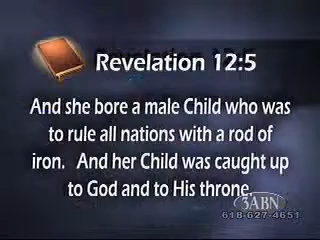 Revelation 12:5
And she bore a male Child who was
to rule all nations with a rod of
iron. And her Child was caught up
to God and to His throne.
3ABN
618-627-4651